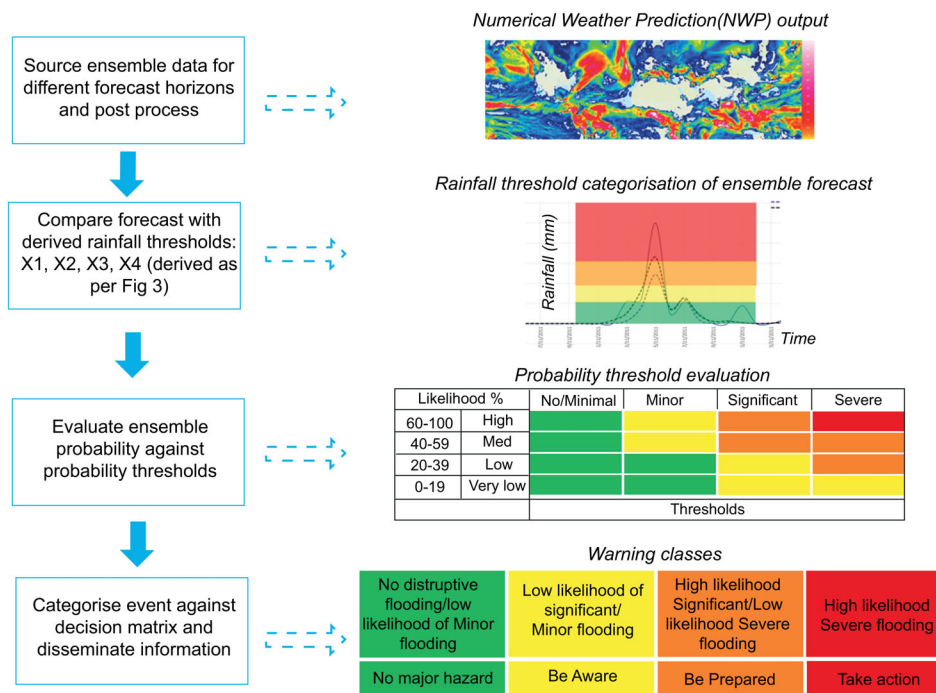 Numerical Weather Prediction(NWP) output
Source ensemble data for
different forecast horizons
and post process
Rainfall threshold categorisation of ensemble forecast
Compare forecast with
derived rainfall thresholds:
X1, X2, X3, X4 (derived as
per Fig 3)
Rainfall (mm)
Time
Probability threshold evaluation
Evaluate ensemble
probability against
probability thresholds
Likelihood % No/Minimal Minor Significant Severe
60-100 High
40-59 Med
20-39 Low
0-19 Very low
Thresholds
Warning classes
Categorise event against
decision matrix and
disseminate information
No distruptive
flooding/low
likelihood of Minor
flooding
Low likelihood of
significant/
Minor flooding
High likelihood
Significant/Low
likelihood Severe
flooding
High likelihood
Severe flooding
No major hazard Be Aware Be Prepared Take action